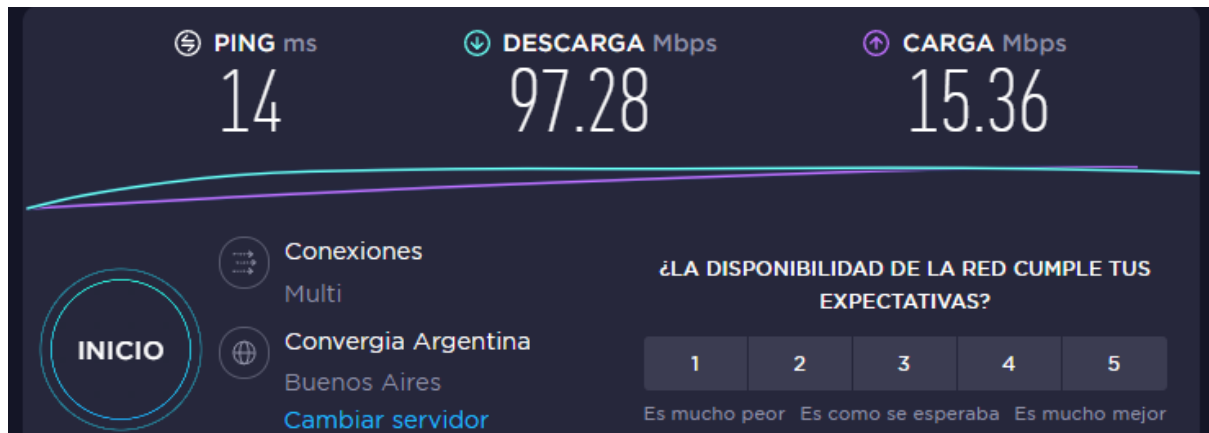 PING ms
14
DESCARGA Mbps
97.28
CARGA Mbps
15.36
INICIO
Conexiones
Multi
Convergia Argentina
Buenos Aires
Cambiar servidor
¿LA DISPONIBILIDAD DE LA RED CUMPLE TUS
EXPECTATIVAS?
1 2 3 4 5
Es mucho peor Es como se esperaba Es mucho mejor